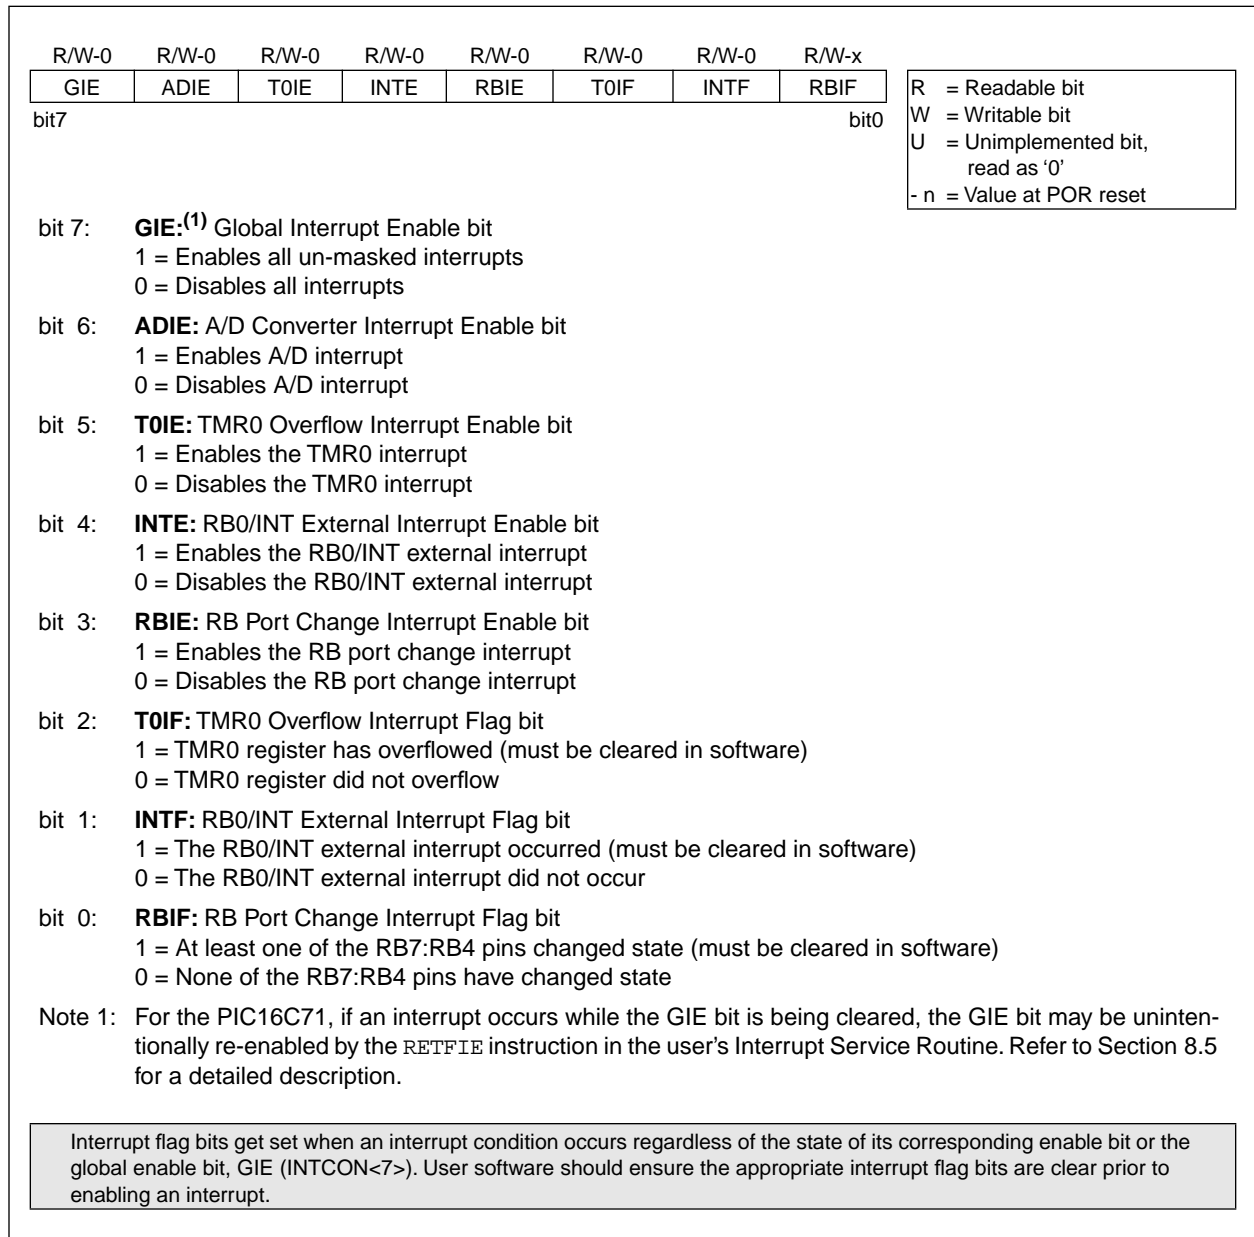 R/W-0 R/W-0 R/W-0 R/W-0 R/W-0 R/W-0 R/W-0 R/W-x
GIE ADIE T0IE INTE RBIE T0IF INTF RBIF
bit7 bit0
R = Readable bit
W = Writable bit
U = Unimplemented bit,
read as ‘0’
- n = Value at POR reset
bit 7: GIE:(1) Global Interrupt Enable bit
1 = Enables all un-masked interrupts
0 = Disables all interrupts
bit 6: ADIE: A/D Converter Interrupt Enable bit
1 = Enables A/D interrupt
0 = Disables A/D interrupt
bit 5: T0IE: TMR0 Overflow Interrupt Enable bit
1 = Enables the TMR0 interrupt
0 = Disables the TMR0 interrupt
bit 4: INTE: RB0/INT External Interrupt Enable bit
1 = Enables the RB0/INT external interrupt
0 = Disables the RB0/INT external interrupt
bit 3: RBIE: RB Port Change Interrupt Enable bit
1 = Enables the RB port change interrupt
0 = Disables the RB port change interrupt
bit 2: T0IF: TMR0 Overflow Interrupt Flag bit
1 = TMR0 register has overflowed (must be cleared in software)
0 = TMR0 register did not overflow
bit 1: INTF: RB0/INT External Interrupt Flag bit
1 = The RB0/INT external interrupt occurred (must be cleared in software)
0 = The RB0/INT external interrupt did not occur
bit 0: RBIF: RB Port Change Interrupt Flag bit
1 = At least one of the RB7:RB4 pins changed state (must be cleared in software)
0 = None of the RB7:RB4 pins have changed state
Note 1: For the PIC16C71, if an interrupt occurs while the GIE bit is being cleared, the GIE bit may be uninten-
tionally re-enabled by the RETFIE instruction in the user's Interrupt Service Routine. Refer to Section 8.5
for a detailed description.
Interrupt flag bits get set when an interrupt condition occurs regardless of the state of its corresponding enable bit or the
global enable bit, GIE (INTCON<7>). User software should ensure the appropriate interrupt flag bits are clear prior to
enabling an interrupt.